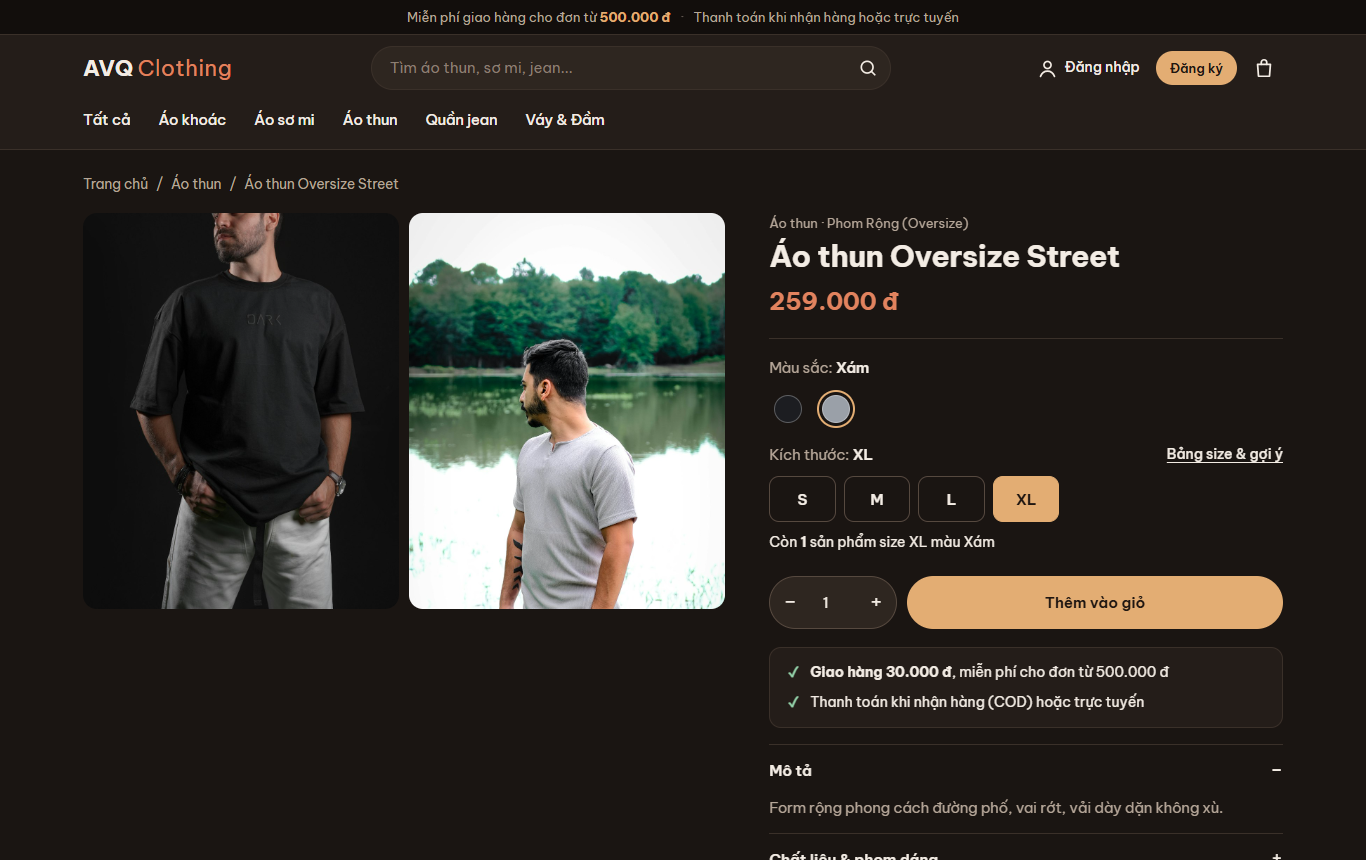 Miễn phí giao hàng cho đơn từ 500.000 đ · Thanh toán khi nhận hàng hoặc trực tuyến
AVQ Clothing
Tìm áo thun, sơ mi, jean...
Đăng nhập
Đăng ký
Tất cả Áo khoác Áo sơ mi Áo thun Quần jean Váy & Đầm
Trang chủ / Áo thun / Áo thun Oversize Street
DARK
Áo thun · Phom Rộng (Oversize)
Áo thun Oversize Street
259.000 đ
Màu sắc: Xám
Kích thước: XL
Bảng size & gợi ý
S M L XL
Còn 1 sản phẩm size XL màu Xám
− 1 +
Thêm vào giỏ
✓ Giao hàng 30.000 đ, miễn phí cho đơn từ 500.000 đ
✓ Thanh toán khi nhận hàng (COD) hoặc trực tuyến
Mô tả −
Form rộng phong cách đường phố, vai rớt, vải dày dặn không xù.
Chất liệu & phom dáng +